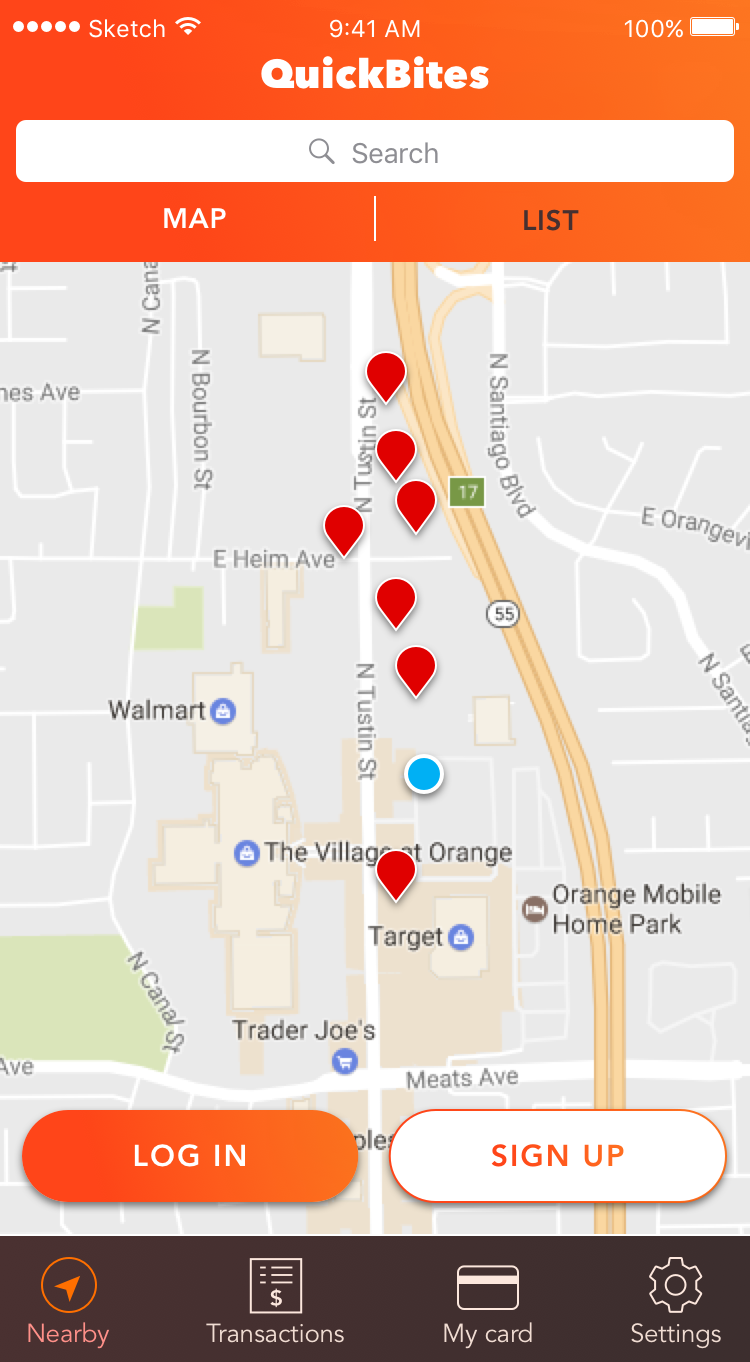 Sketch 9:41 AM 100%
QuickBites
Search
MAP LIST
N Bourbon St
N Tustin St
N Santiago Blvd
Ave
17
E Heim Ave
55
Walmart
N Tustin St
The Village at Orange
Orange Mobile
Home Park
Target
N Canal St
Trader Joe's
Ave
Meats Ave
LOG IN SIGN UP
$
Nearby Transactions My card Settings